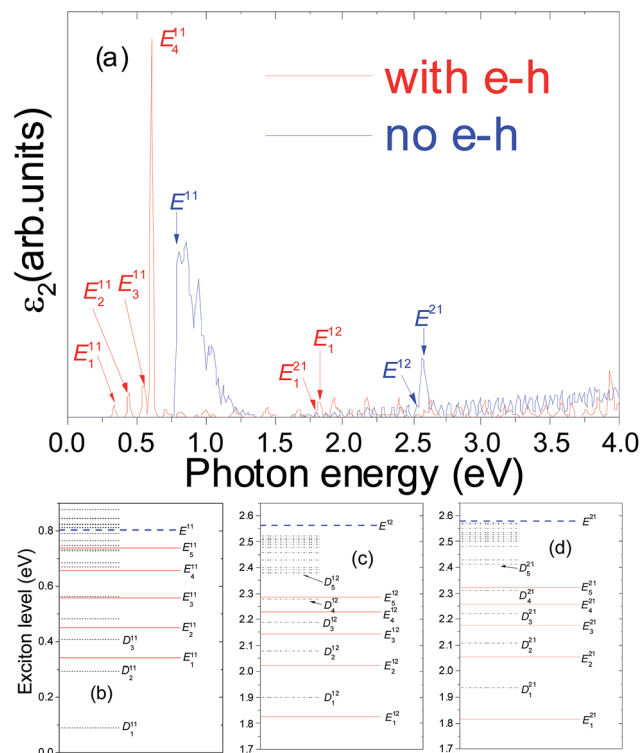 (a)
E₄¹¹
with e-h
no e-h
E¹¹
E₃¹¹
E₂¹¹
E₁¹¹
E₁²¹
E₁¹²
E¹²
E²¹
ε₂(arb.units)
0.0 0.5 1.0 1.5 2.0 2.5 3.0 3.5 4.0
Photon energy (eV)
Exciton level (eV)
0.8
0.6
0.4
0.2
0.0
E¹¹
E₅¹¹
E₄¹¹
E₃¹¹
E₂¹¹
D₃¹¹
E₁¹¹
D₂¹¹
(b)
D₁¹¹
2.6
2.5
2.4
2.3
2.2
2.1
2.0
1.9
1.8
1.7
E¹²
(c)
D₅¹²
E₅¹²
D₄¹²
E₄¹²
D₃¹²
E₃¹²
D₂¹²
E₂¹²
D₁¹²
E₁¹²
2.6
2.5
2.4
2.3
2.2
2.1
2.0
1.9
1.8
1.7
E²¹
(d)
D₅²¹
E₅²¹
D₄²¹
E₄²¹
D₃²¹
E₃²¹
D₂²¹
E₂²¹
D₁²¹
E₁²¹